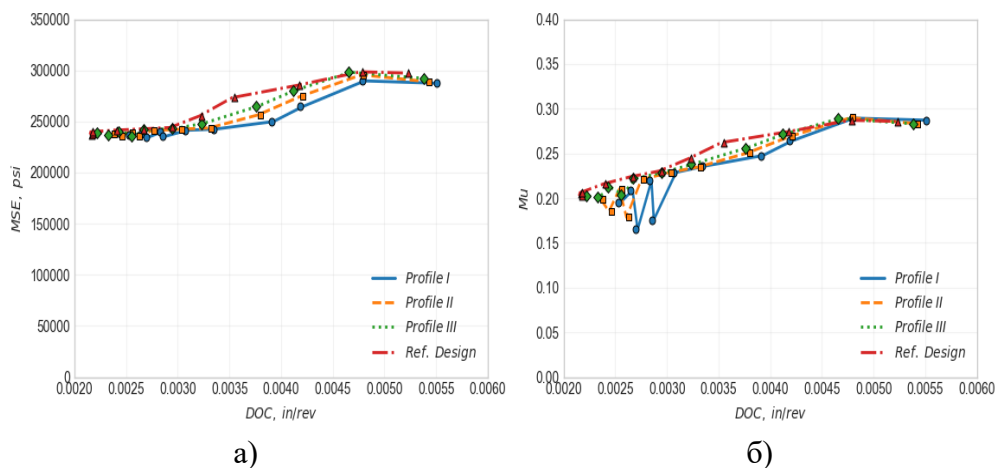 350000
300000
250000
200000
150000
100000
50000
0
MSE, psi
0.0020 0.0025 0.0030 0.0035 0.0040 0.0045 0.0050 0.0055 0.0060
DOC, in/rev
Profile I
Profile II
Profile III
Ref. Design
а)
0.40
0.35
0.30
0.25
0.20
0.15
0.10
0.05
0.00
Mu
0.0020 0.0025 0.0030 0.0035 0.0040 0.0045 0.0050 0.0055 0.0060
DOC, in/rev
Profile I
Profile II
Profile III
Ref. Design
б)